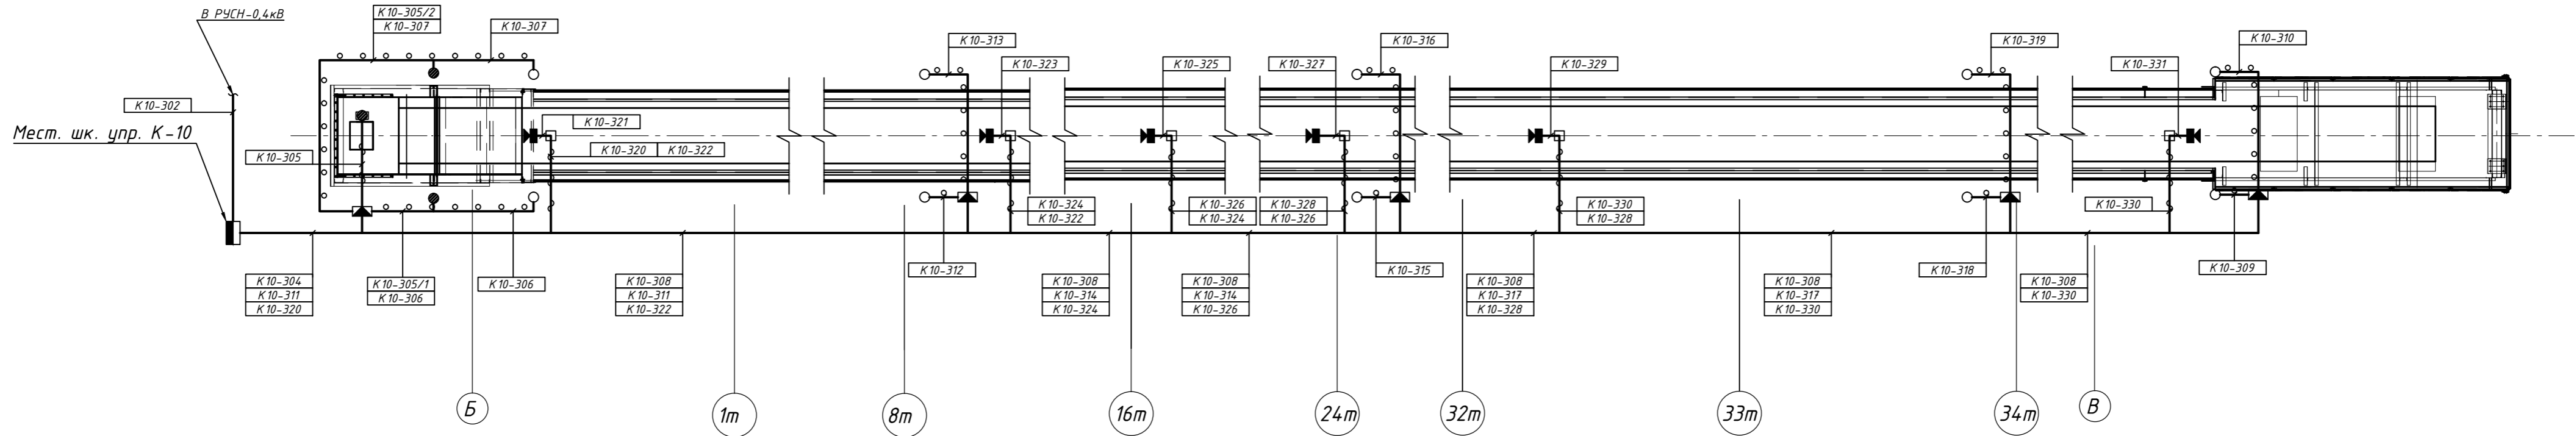 В РУСН-0,4кВ
К10-305/2
К10-307
К10-307
К10-313
К10-316
К10-319
К10-310
К10-323
К10-325
К10-327
К10-329
К10-331
К10-302
Мест. шк. упр. К-10
К10-321
К10-320
К10-322
К10-305
К10-324
К10-322
К10-326
К10-324
К10-328
К10-326
К10-330
К10-328
К10-330
К10-304
К10-311
К10-320
К10-305/1
К10-306
К10-306
К10-308
К10-311
К10-322
К10-312
К10-308
К10-314
К10-324
К10-308
К10-314
К10-326
К10-315
К10-308
К10-317
К10-328
К10-308
К10-317
К10-330
К10-318
К10-308
К10-330
К10-309
Б
1т
8т
16т
24т
32т
33т
34т
В